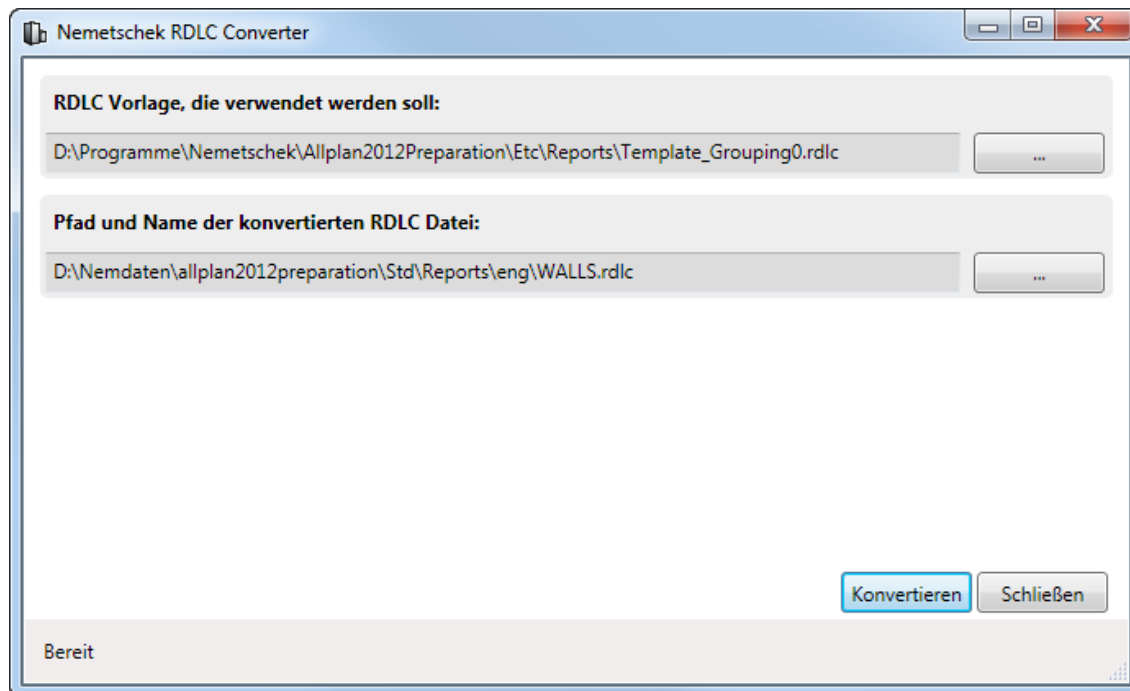 Nemetschek RDLC Converter
RDLC Vorlage, die verwendet werden soll:
D:\Programme\Nemetschek\Allplan2012Preparation\Etc\Reports\Template_Grouping0.rdlc
...
Pfad und Name der konvertierten RDLC Datei:
D:\Nemdaten\allplan2012preparation\Std\Reports\eng\WALLS.rdlc
...
Konvertieren Schließen
Bereit